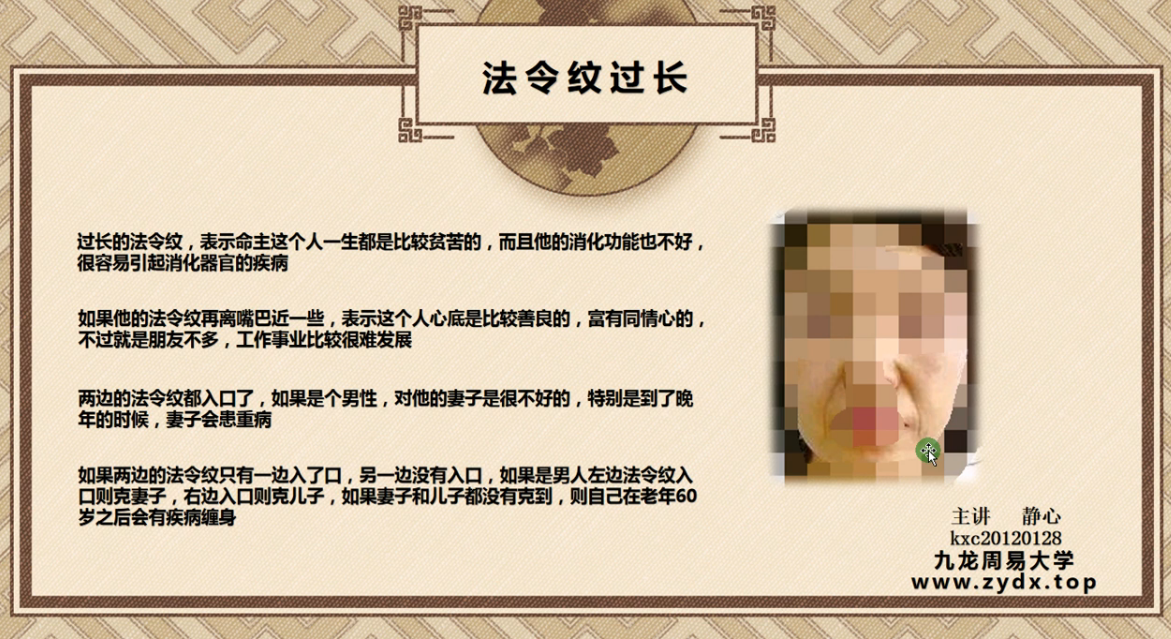 法令纹过长
过长的法令纹，表示命主这个人一生都是比较贫苦的，而且他的消化功能也不好，
很容易引起消化器官的疾病
如果他的法令纹再离嘴巴近一些，表示这个人心底是比较善良的，富有同情心的，
不过就是朋友不多，工作事业比较很难发展
两边的法令纹都入口了，如果是个男性，对他的妻子是很不好的，特别是到了晚
年的时候，妻子会患重病
如果两边的法令纹只有一边入了口，另一边没有入口，如果是男人左边法令纹入
口则克妻子，右边入口则克儿子，如果妻子和儿子都没有克到，则自己在老年60
岁之后会有疾病缠身
主讲 静心
kxc20120128
九龙周易大学
www.zydx.top